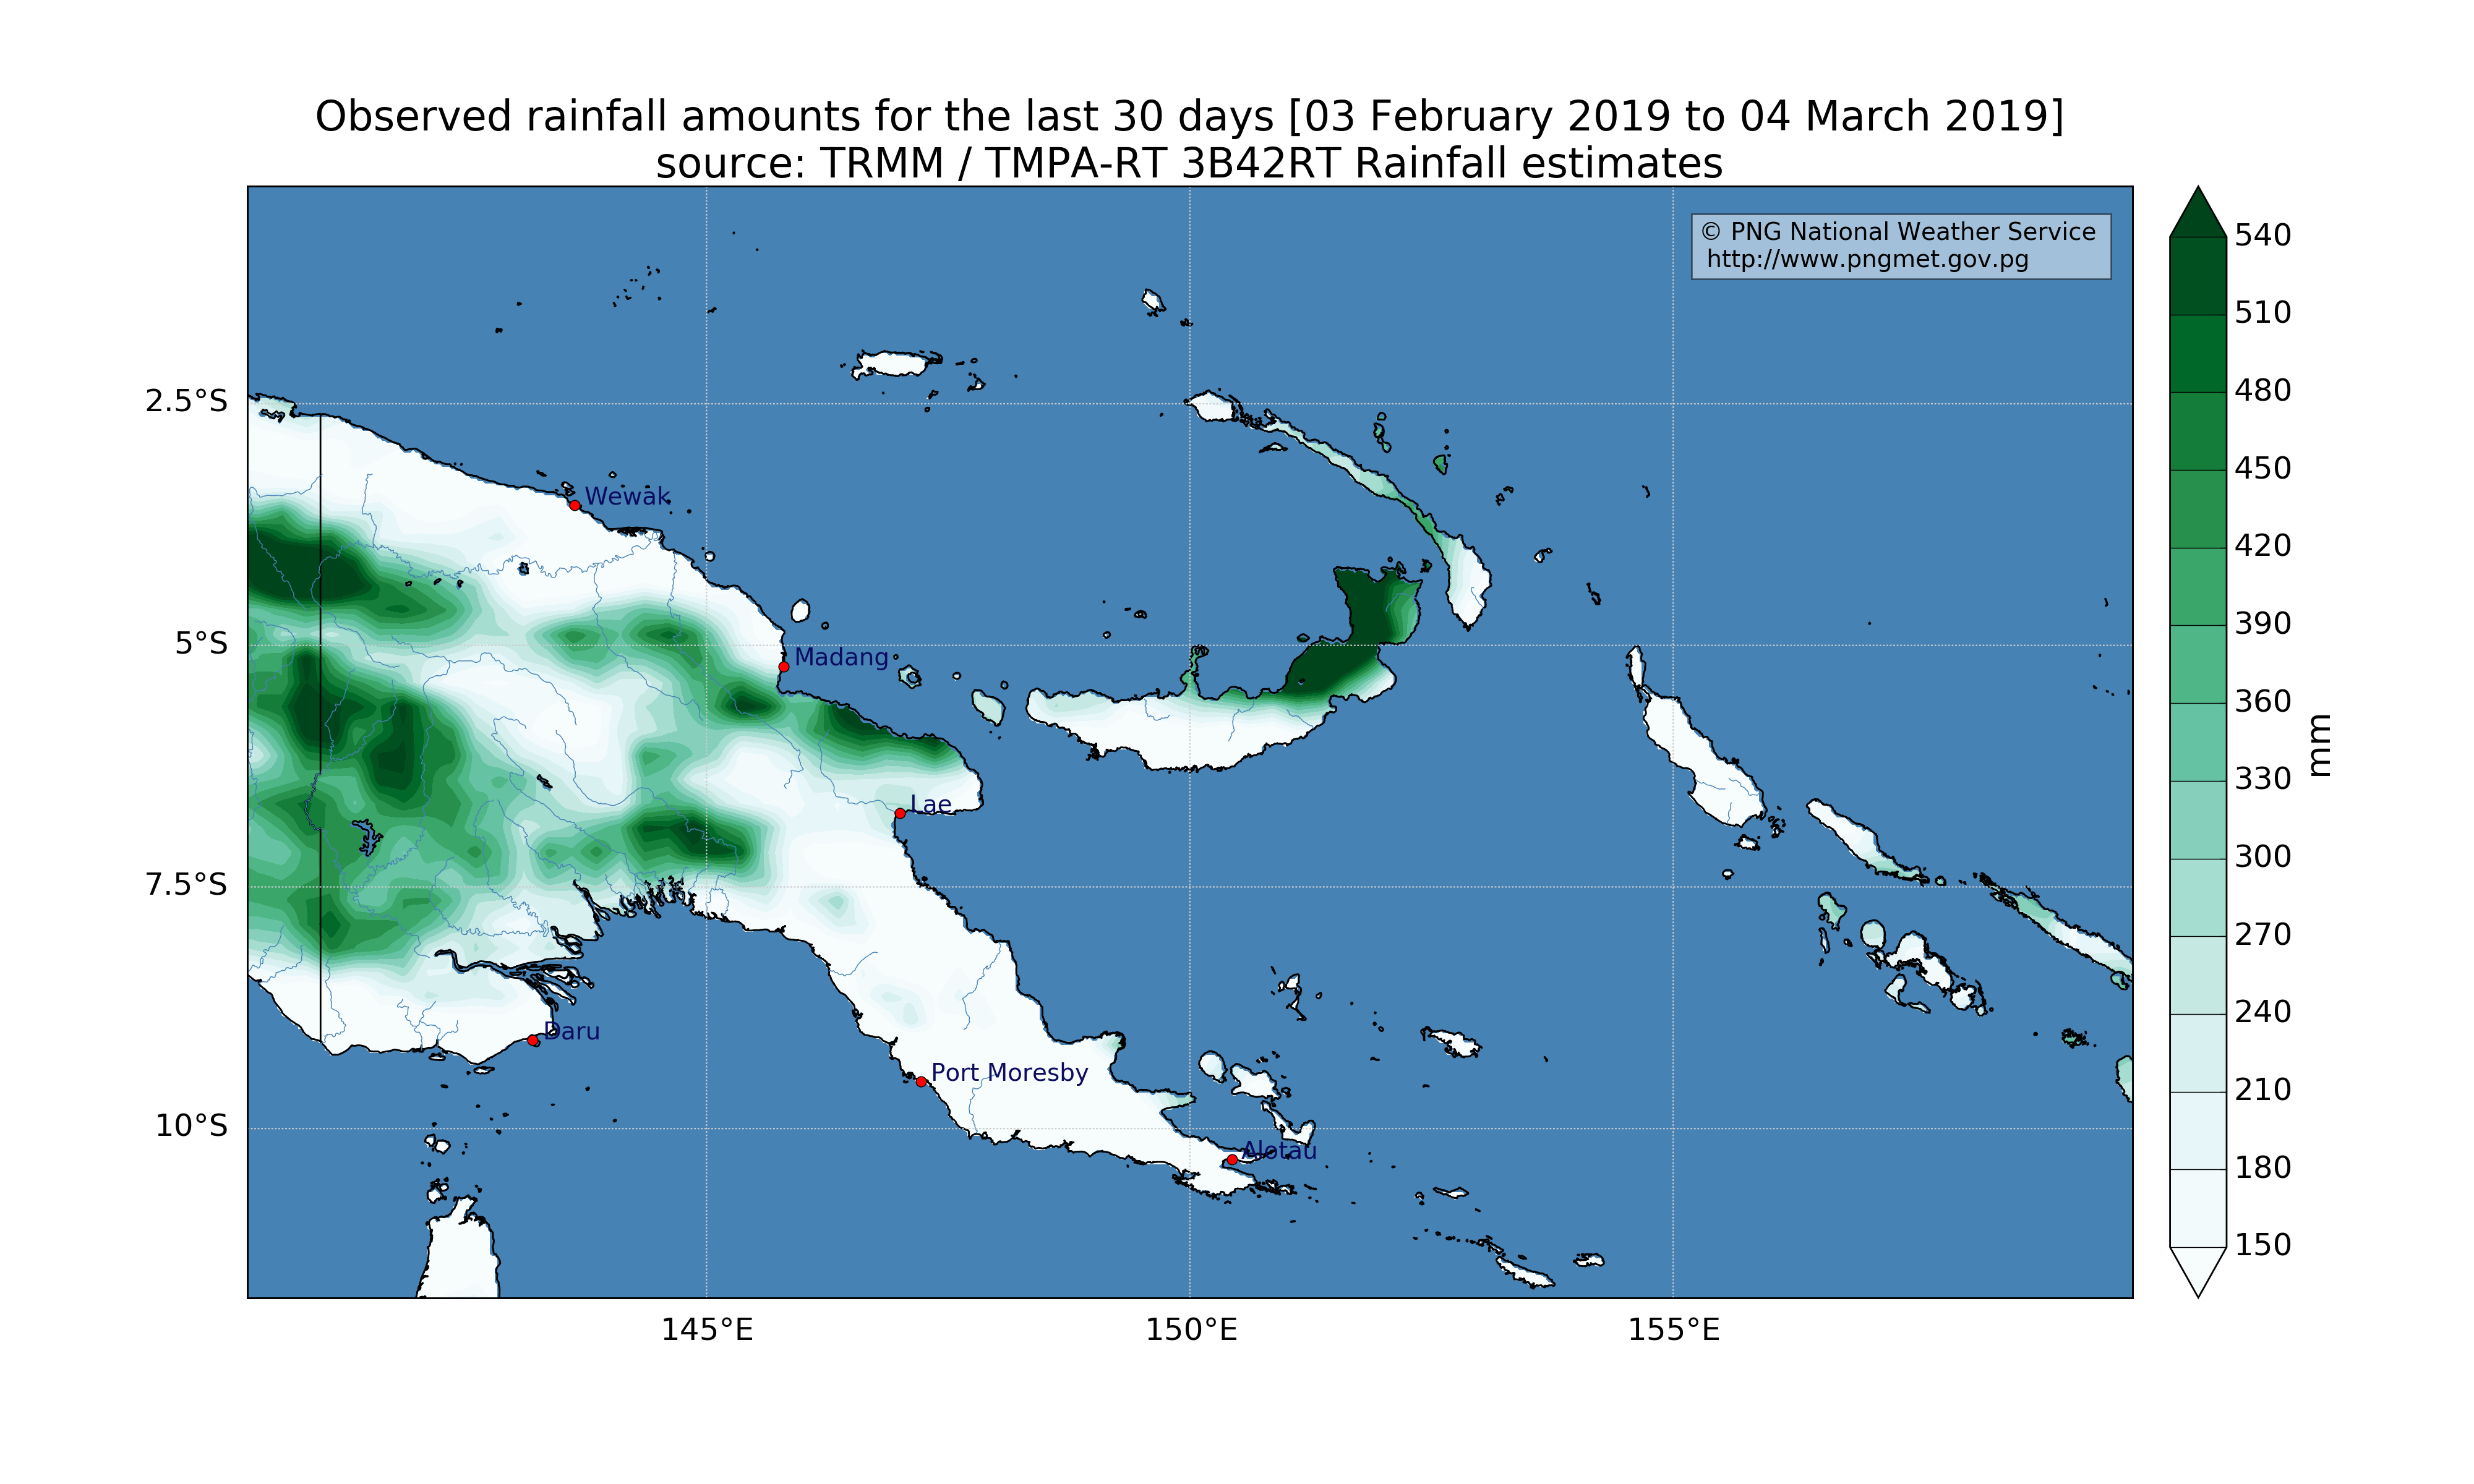 Observed rainfall amounts for the last 30 days [03 February 2019 to 04 March 2019]
source: TRMM / TMPA-RT 3B42RT Rainfall estimates
© PNG National Weather Service
http://www.pngmet.gov.pg
2.5°S
5°S
7.5°S
10°S
Wewak
Madang
Lae
Daru
Port Moresby
Alotau
145°E
150°E
155°E
540
510
480
450
420
390
360
330
300
270
240
210
180
150
mm